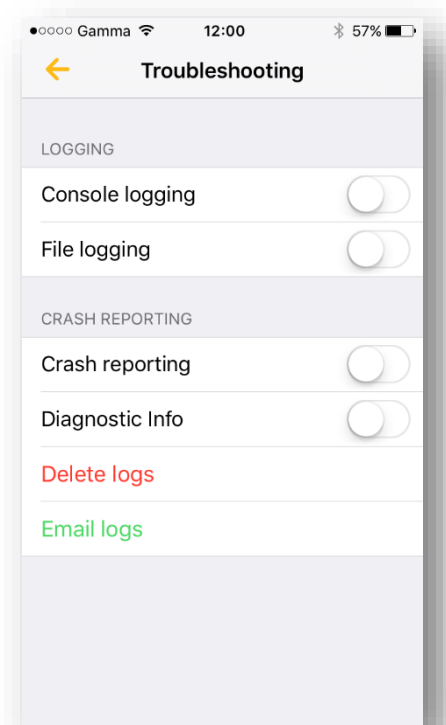 Gamma 12:00 57%
Troubleshooting
LOGGING
Console logging
File logging
CRASH REPORTING
Crash reporting
Diagnostic Info
Delete logs
Email logs